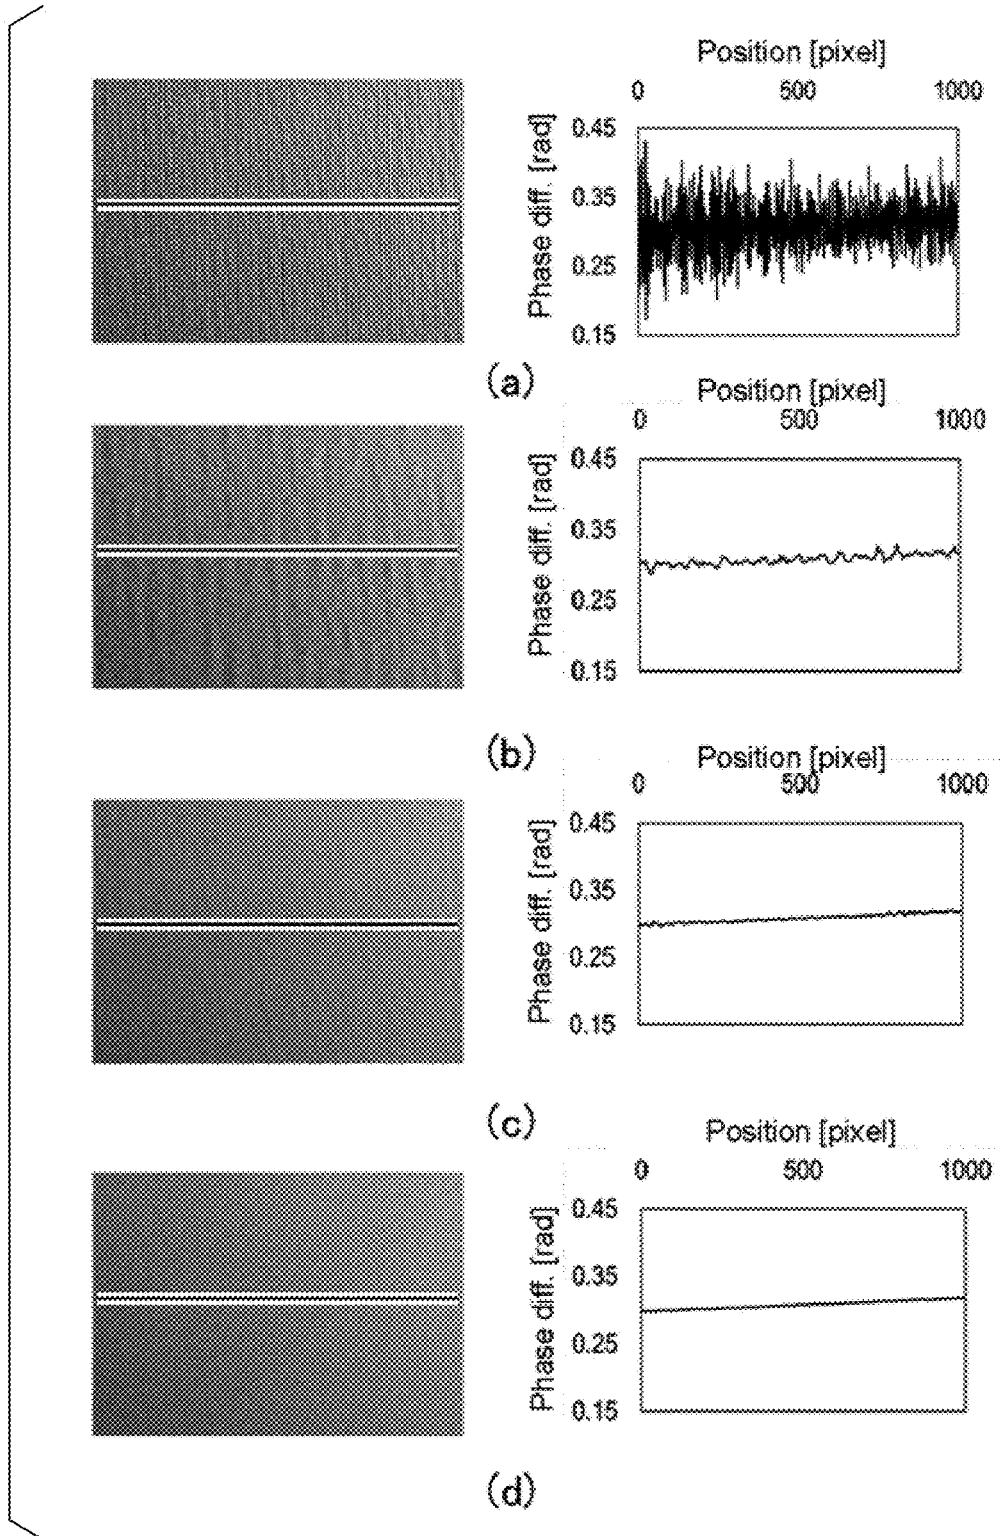 Position [pixel]
0 500 1000
Phase diff. [rad]
0.45
0.35
0.25
0.15
(a)
Position [pixel]
0 500 1000
Phase diff. [rad]
0.45
0.35
0.25
0.15
(b)
Position [pixel]
0 500 1000
Phase diff. [rad]
0.45
0.35
0.25
0.15
(c)
Position [pixel]
0 500 1000
Phase diff. [rad]
0.45
0.35
0.25
0.15
(d)